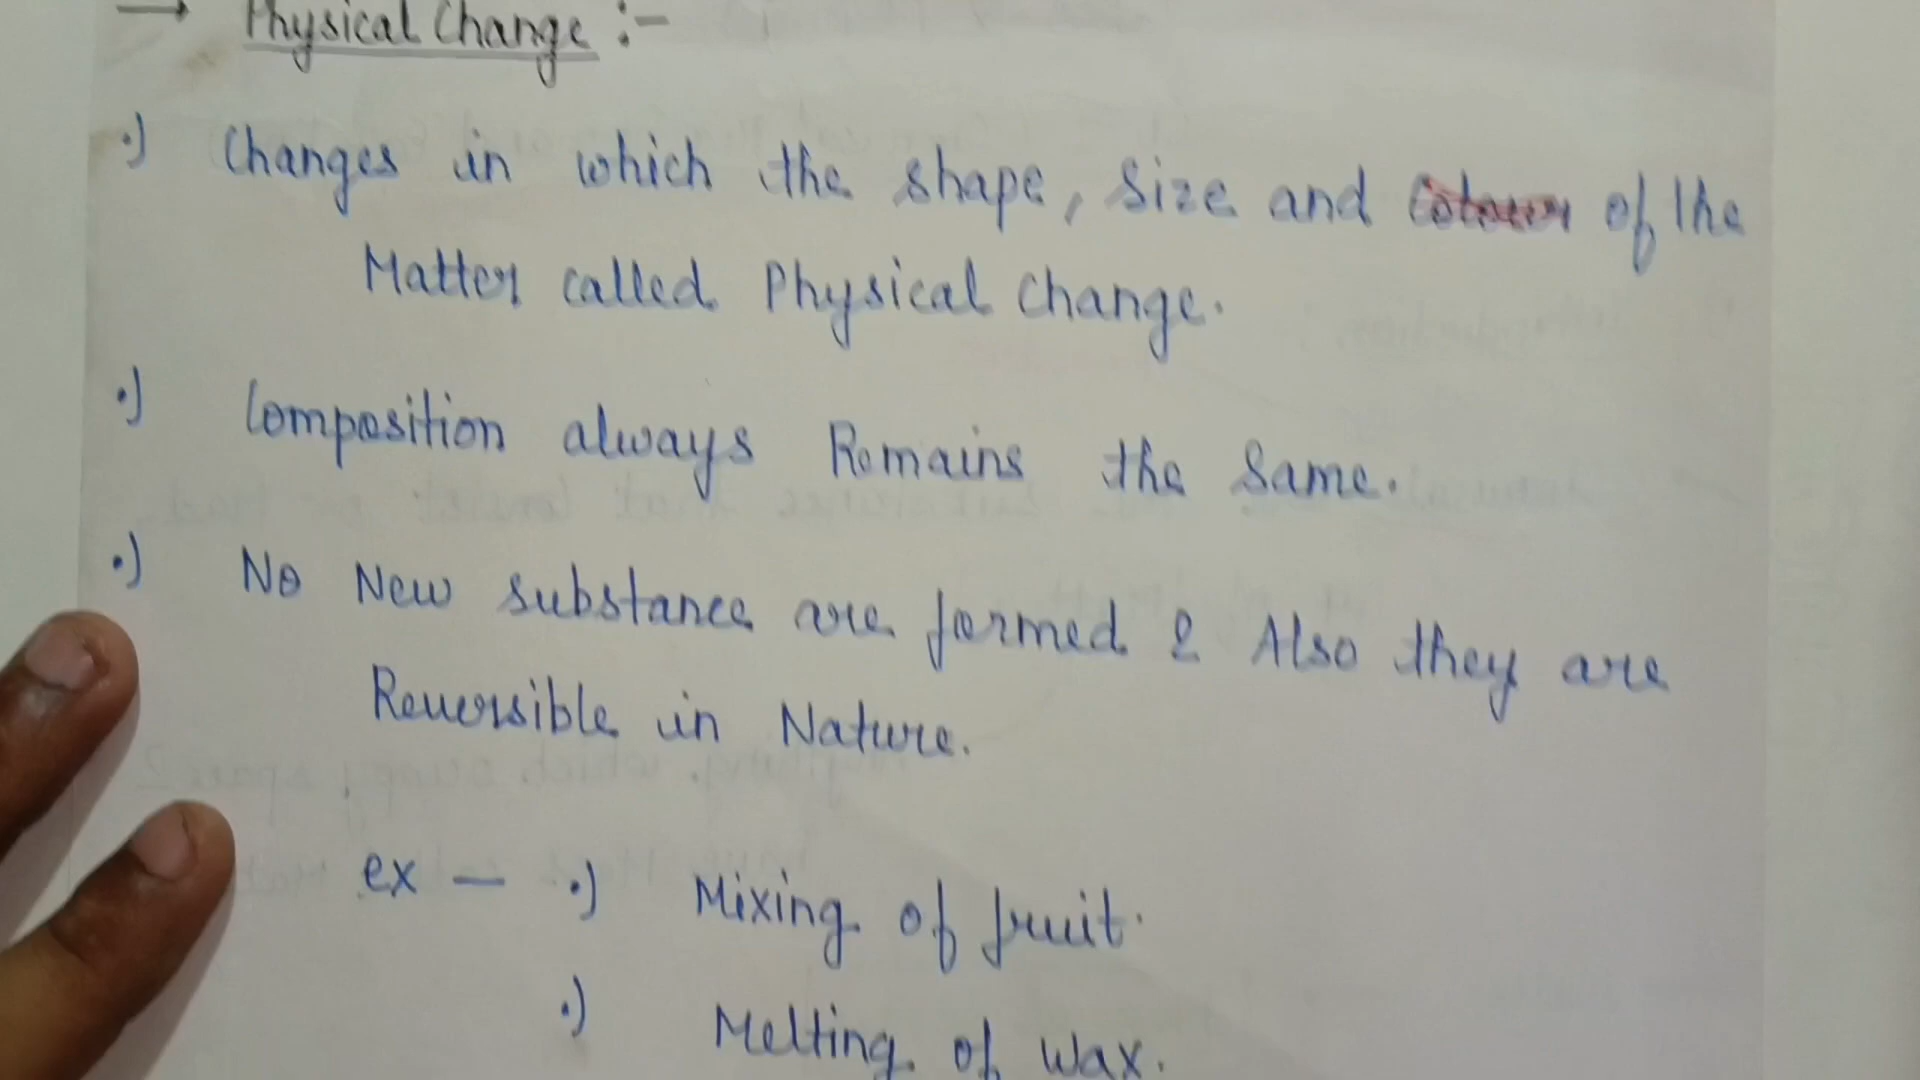 → Physical Change :-
•) Changes in which the shape, size and Colour of the
Matter called Physical Change.
•) Composition always Remains the Same.
•) No New substance are formed & Also they are
Reversible in Nature.
ex - •) Mixing of fruit.
•) Melting of wax.